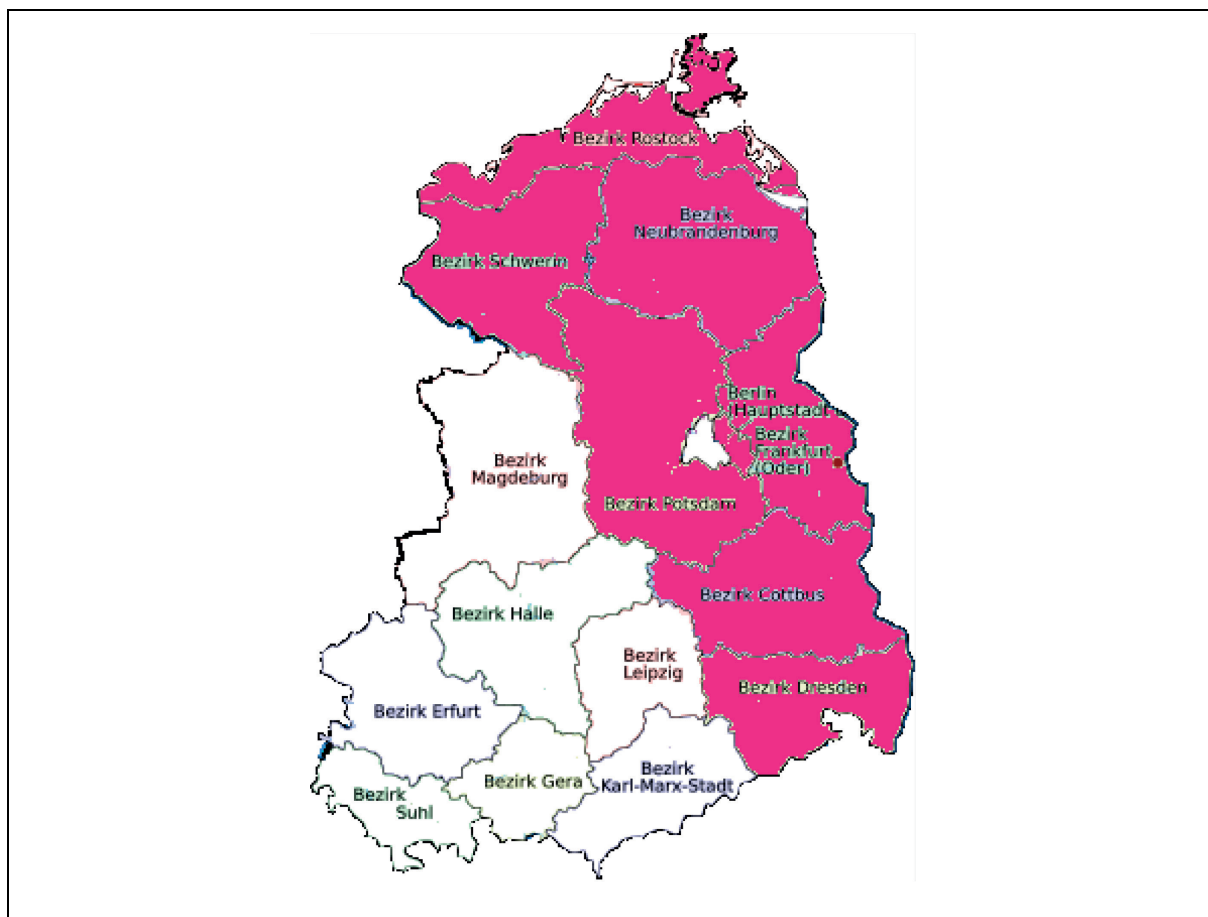 Bezirk Rostock
Bezirk
Neubrandenburg
Bezirk Schwerin
Berlin
(Hauptstadt)
Bezirk
Frankfurt
(Oder)
Bezirk
Magdeburg
Bezirk Potsdam
Bezirk Cottbus
Bezirk Halle
Bezirk
Leipzig
Bezirk Dresden
Bezirk Erfurt
Bezirk
Karl-Marx-Stadt
Bezirk Gera
Bezirk
Suhl